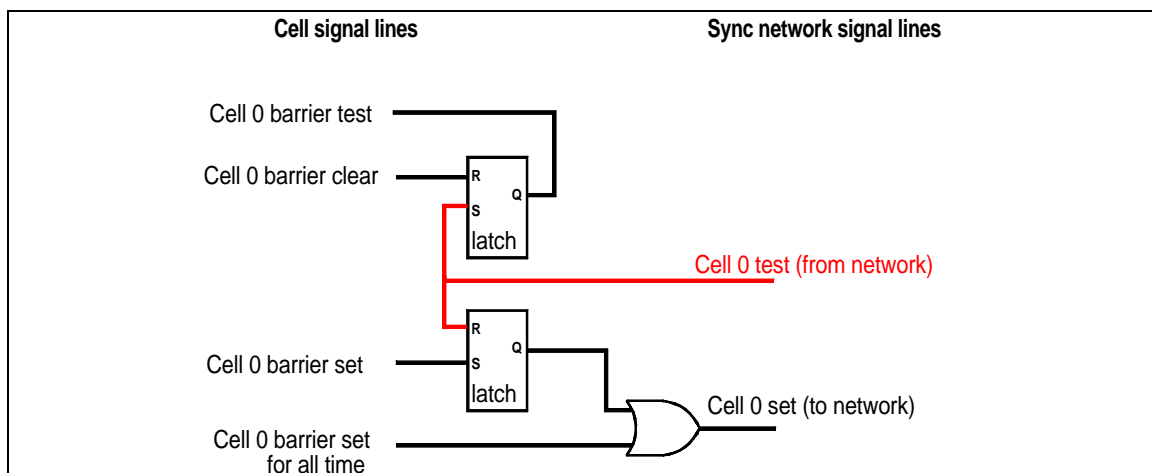 Cell signal lines
Sync network signal lines
Cell 0 barrier test
Cell 0 barrier clear
R
S
Q
latch
Cell 0 test (from network)
R
S
Q
latch
Cell 0 barrier set
Cell 0 set (to network)
Cell 0 barrier set
for all time